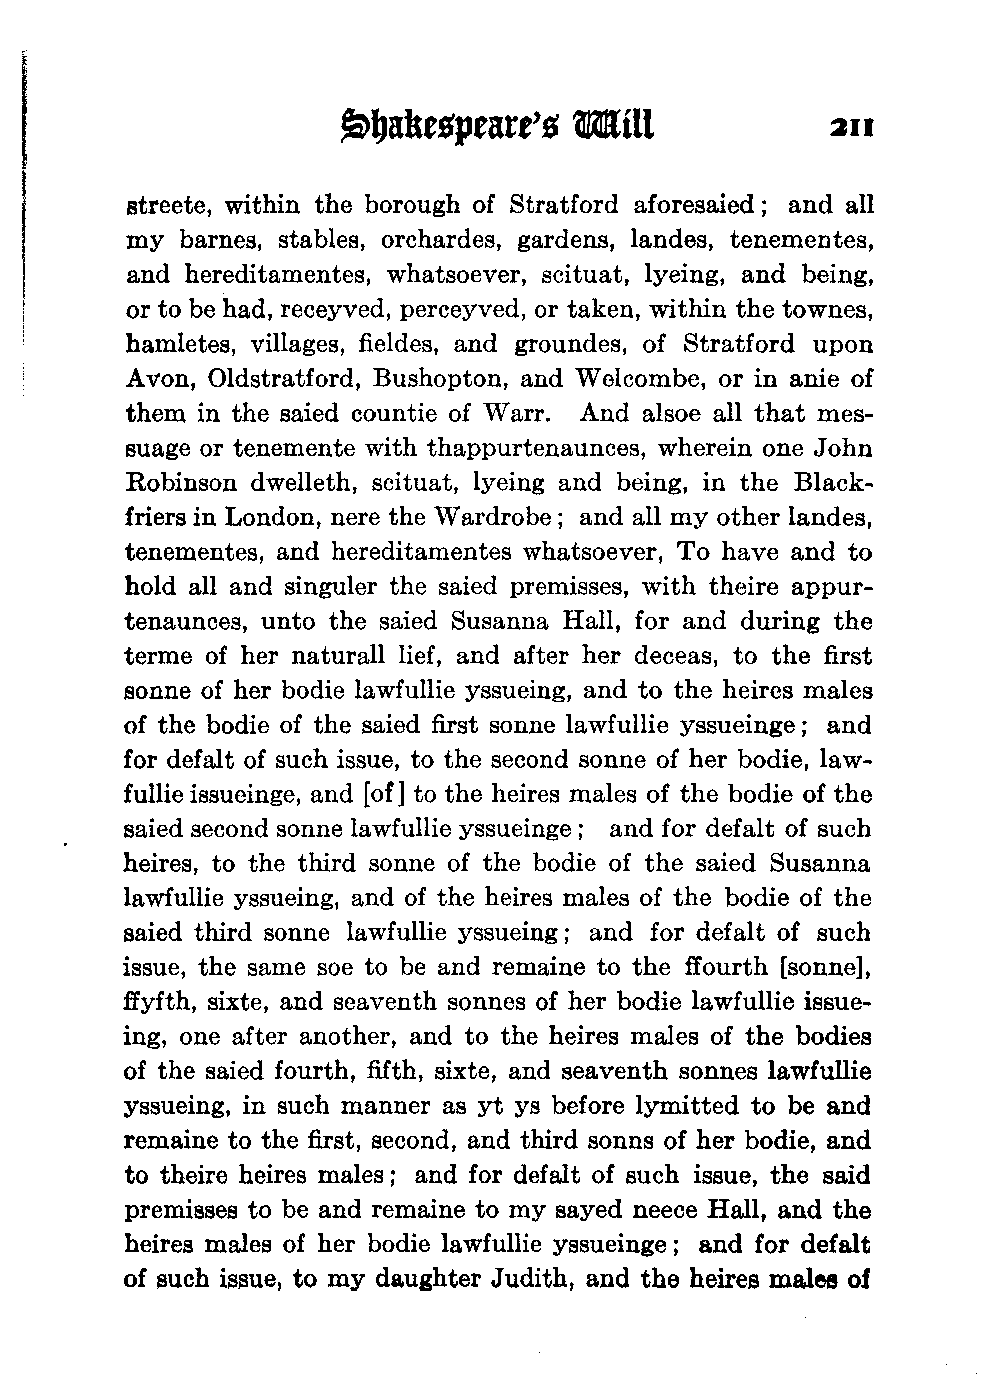 Shakespeare's Will 211
streete, within the borough of Stratford aforesaied; and all
my barnes, stables, orchardes, gardens, landes, tenementes,
and hereditamentes, whatsoever, scituat, lyeing, and being,
or to be had, receyved, perceyved, or taken, within the townes,
hamletes, villages, fieldes, and groundes, of Stratford upon
Avon, Oldstratford, Bushopton, and Welcombe, or in anie of
them in the saied countie of Warr. And alsoe all that mes-
suage or tenemente with thappurtenaunces, wherein one John
Robinson dwelleth, scituat, lyeing and being, in the Black-
friers in London, nere the Wardrobe; and all my other landes,
tenementes, and hereditamentes whatsoever, To have and to
hold all and singuler the saied premisses, with theire appur-
tenaunces, unto the saied Susanna Hall, for and during the
terme of her naturall lief, and after her deceas, to the first
sonne of her bodie lawfullie yssueing, and to the heires males
of the bodie of the saied first sonne lawfullie yssueinge; and
for defalt of such issue, to the second sonne of her bodie, law-
fullie issueinge, and [of] to the heires males of the bodie of the
saied second sonne lawfullie yssueinge; and for defalt of such
heires, to the third sonne of the bodie of the saied Susanna
lawfullie yssueing, and of the heires males of the bodie of the
saied third sonne lawfullie yssueing; and for defalt of such
issue, the same soe to be and remaine to the ffourth [sonne],
ffyfth, sixte, and seaventh sonnes of her bodie lawfullie issue-
ing, one after another, and to the heires males of the bodies
of the saied fourth, fifth, sixte, and seaventh sonnes lawfullie
yssueing, in such manner as yt ys before lymitted to be and
remaine to the first, second, and third sonns of her bodie, and
to theire heires males; and for defalt of such issue, the said
premisses to be and remaine to my sayed neece Hall, and the
heires males of her bodie lawfullie yssueinge; and for defalt
of such issue, to my daughter Judith, and the heires males of